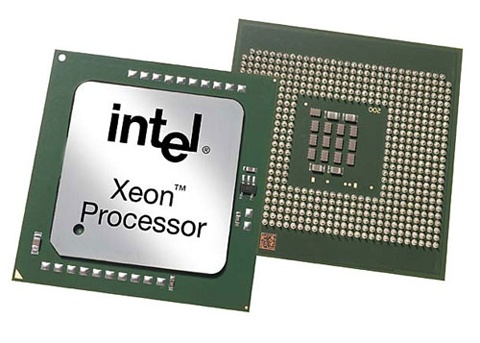 intel®
Xeon™
Processor